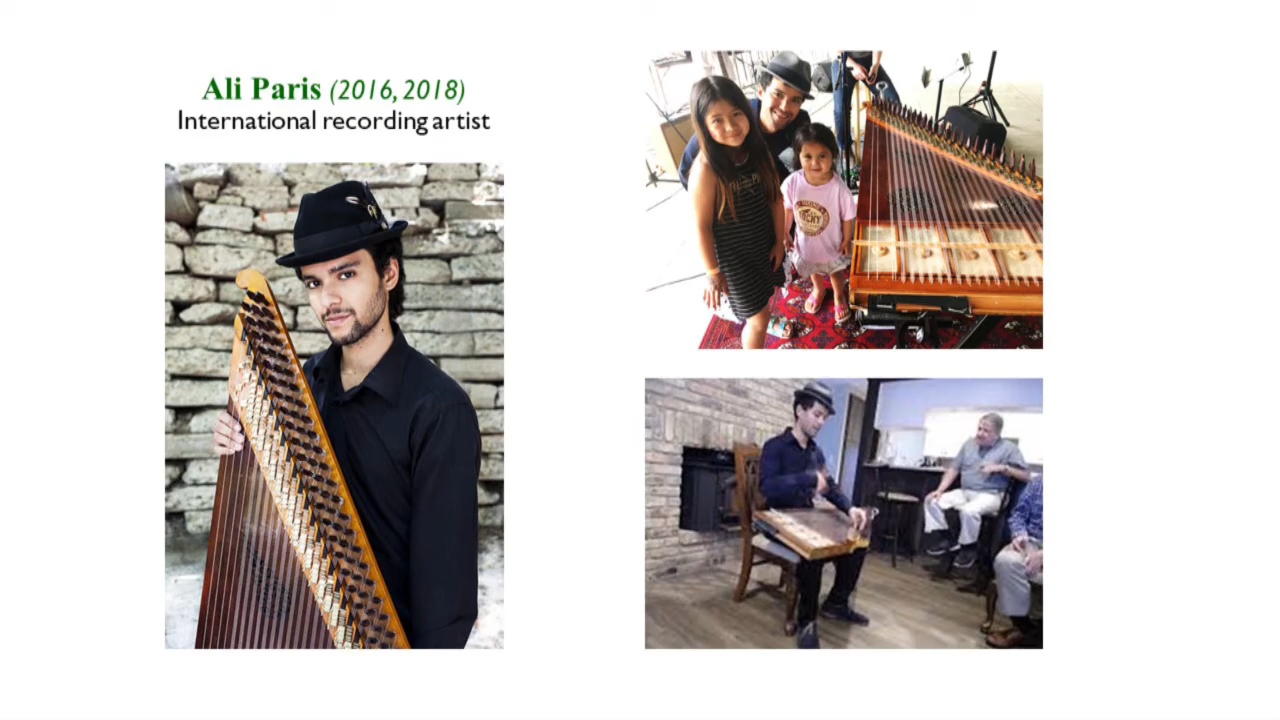 Ali Paris (2016, 2018)
International recording artist